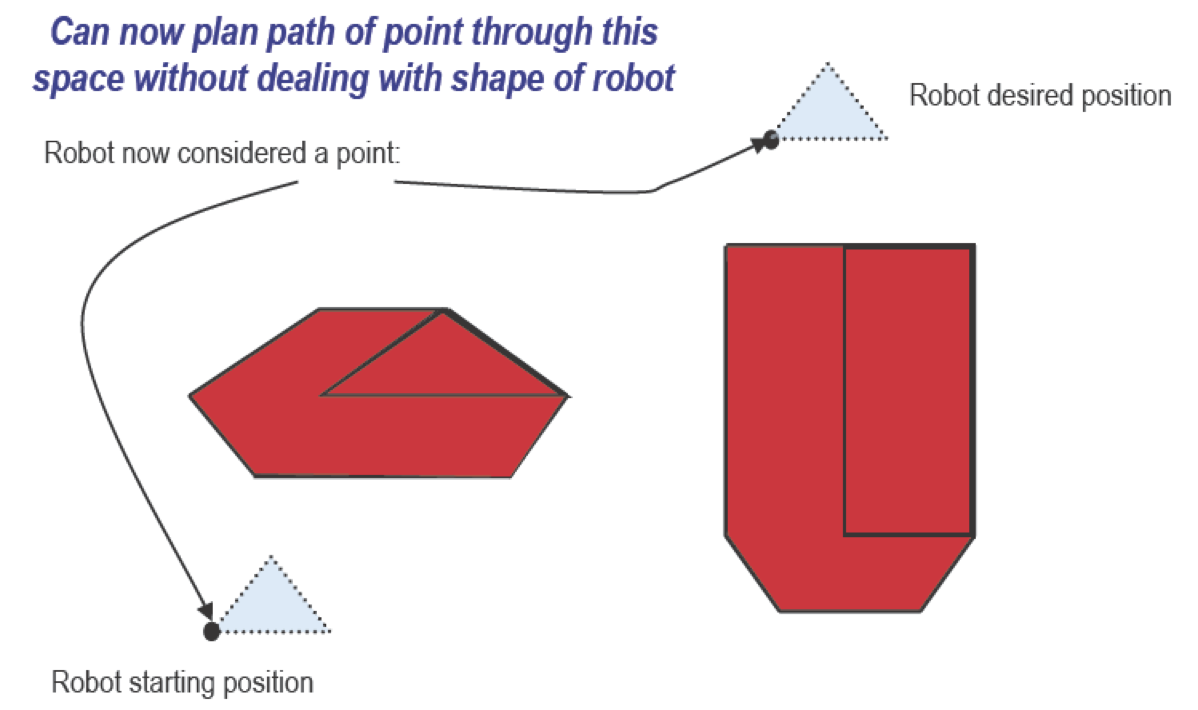 Can now plan path of point through this
space without dealing with shape of robot
Robot desired position
Robot now considered a point:
Robot starting position